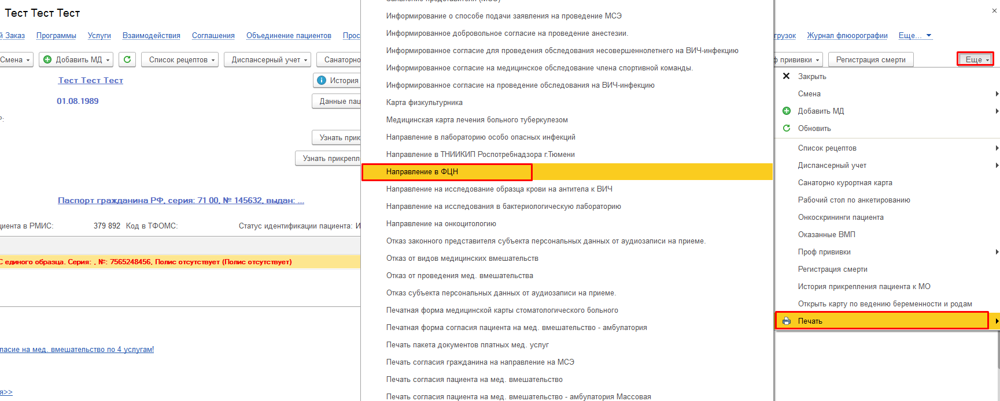 Тест Тест Тест
й Заказ Программы Услуги Взаимодействия Соглашения Объединение пациентов Прос
Смена Добавить МД Список рецептов Диспансерный учет Санаторно
Тест Тест Тест
История
01.08.1989
Данные пац
Р:
Узнать прик
Узнать прикрепл
Паспорт гражданина РФ, серия: 71 00, № 145632, выдан: ...
циента в РМИС: 379 892 Код в ТФОМС: Статус идентификации пациента: И
С единого образца. Серия: , №: 7565248456, Полис отсутствует (Полис отсутствует)
ласие на мед. вмешательство по 4 услугам!
я>>
Заявление представителя (МСЭ)
Информирование о способе подачи заявления на проведение МСЭ
Информированное добровольное согласие на проведение анестезии.
Информированное согласие для проведения обследования несовершеннолетнего на ВИЧ-инфекцию
Информированное согласие на медицинское обследование члена спортивной команды.
Информированное согласие на проведение обследования на ВИЧ-инфекцию
Карта физкультурника
Медицинская карта лечения больного туберкулезом
Направление в лабораторию особо опасных инфекций
Направление в ТНИИКИП Роспотребнадзора г.Тюмени
Направление в ФЦН
Направление на исследование образца крови на антитела к ВИЧ
Направление на исследования в бактериологическую лабораторию
Направление на онкоцитологию
Отказ законного представителя субъекта персональных данных от аудиозаписи на приеме.
Отказ от видов медицинских вмешательств
Отказ от проведения мед. вмешательства
Отказ субъекта персональных данных от аудиозаписи на приеме.
Печатная форма медицинской карты стоматологического больного
Печатная форма согласия пациента на мед. вмешательство - амбулатория
Печать пакета документов платных мед. услуг
Печать согласия гражданина на направление на МСЭ
Печать согласия пациента на мед. вмешательство
Печать согласия пациента на мед. вмешательство - амбулатория Массовая
грузок Журнал флюорографии Еще...
ф прививки Регистрация смерти Еще
Закрыть
Смена
Добавить МД
Обновить
Список рецептов
Диспансерный учет
Санаторно курортная карта
Рабочий стол по анкетированию
Онкоскрининги пациента
Оказанные ВМП
Проф прививки
Регистрация смерти
История прикрепления пациента к МО
Открыть карту по ведению беременности и родам
Печать